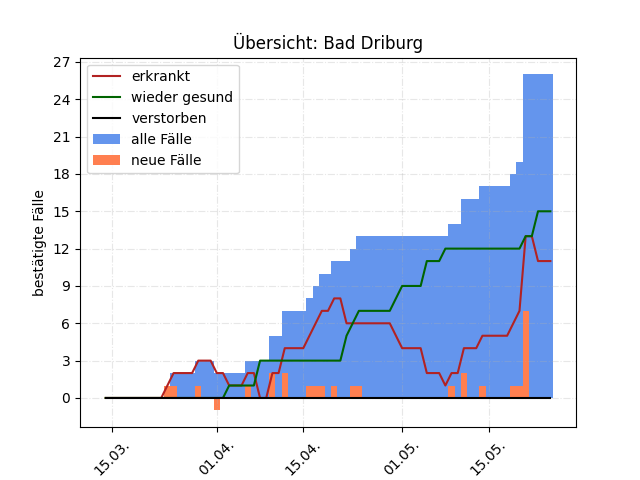 Übersicht: Bad Driburg
bestätigte Fälle
27
24
21
18
15
12
9
6
3
0
erkrankt
wieder gesund
verstorben
alle Fälle
neue Fälle
15.03.
01.04.
15.04.
01.05.
15.05.